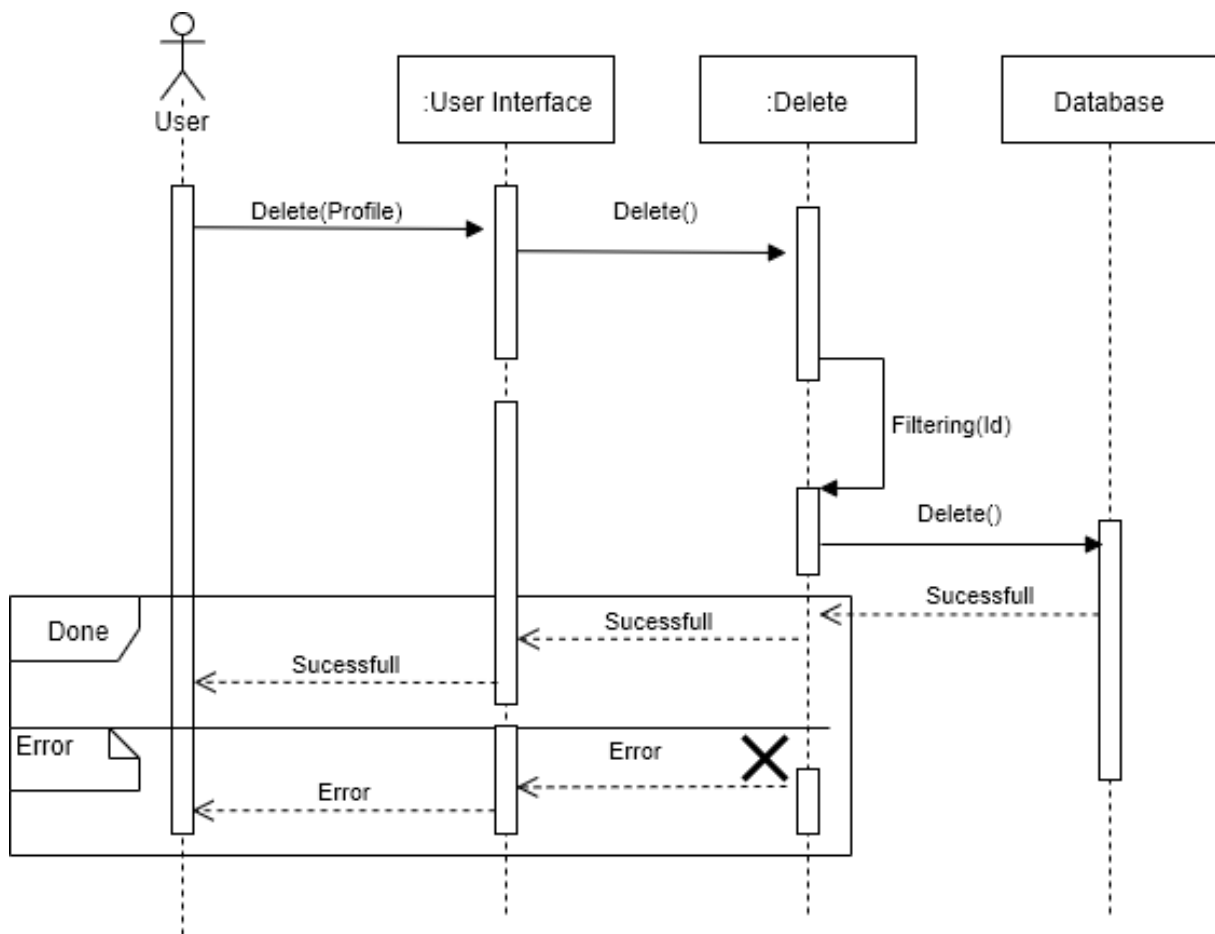 User
:User Interface
:Delete
Database
Delete(Profile)
Delete()
Filtering(Id)
Delete()
Sucessfull
Sucessfull
Done
Sucessfull
Error
Error
Error